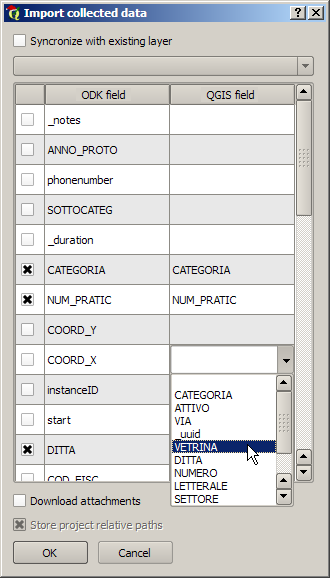 Import collected data
Syncronize with existing layer
ODK field QGIS field
_notes
ANNO_PROTO
phonenumber
SOTTOCATEG
_duration
CATEGORIA CATEGORIA
NUM_PRATIC NUM_PRATIC
COORD_Y
COORD_X
instanceID
start
DITTA
COD_FISC
CATEGORIA
ATTIVO
VIA
_uuid
VETRINA
DITTA
NUMERO
LETTERALE
SETTORE
Download attachments
Store project relative paths
OK Cancel